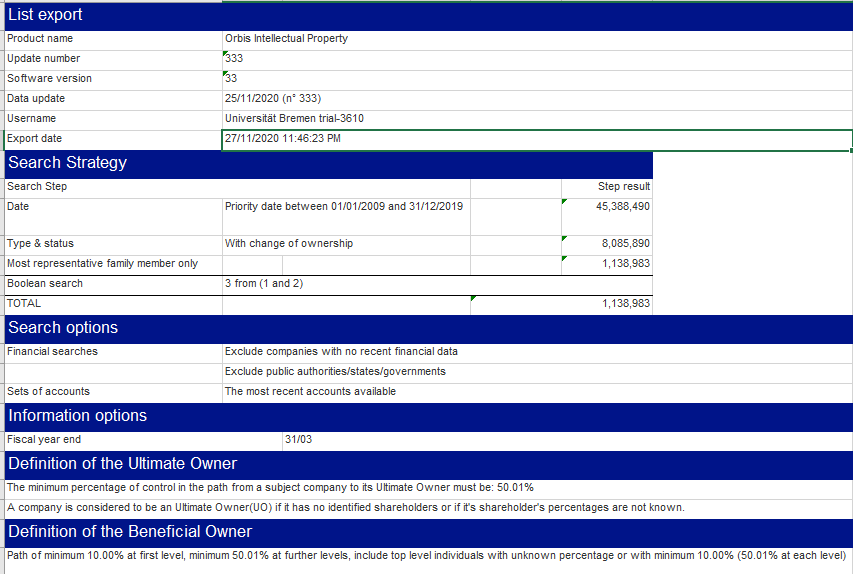 List export
Product name Orbis Intellectual Property
Update number 333
Software version 33
Data update 25/11/2020 (n° 333)
Username Universität Bremen trial-3610
Export date 27/11/2020 11:46:23 PM
Search Strategy
Search Step Step result
Date Priority date between 01/01/2009 and 31/12/2019 45,388,490
Type & status With change of ownership 8,085,890
Most representative family member only 1,138,983
Boolean search 3 from (1 and 2)
TOTAL 1,138,983
Search options
Financial searches Exclude companies with no recent financial data
Exclude public authorities/states/governments
Sets of accounts The most recent accounts available
Information options
Fiscal year end 31/03
Definition of the Ultimate Owner
The minimum percentage of control in the path from a subject company to its Ultimate Owner must be: 50.01%
A company is considered to be an Ultimate Owner(UO) if it has no identified shareholders or if it's shareholder's percentages are not known.
Definition of the Beneficial Owner
Path of minimum 10.00% at first level, minimum 50.01% at further levels, include top level individuals with unknown percentage or with minimum 10.00% (50.01% at each level)